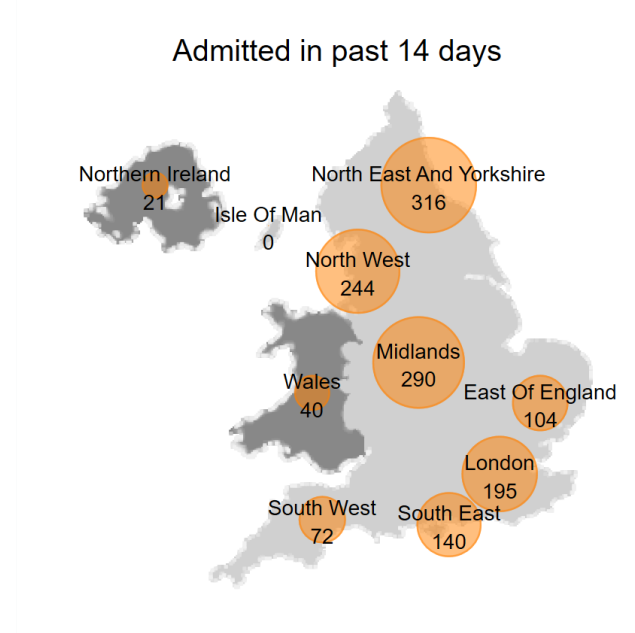 Admitted in past 14 days
Northern Ireland
21
North East And Yorkshire
316
Isle Of Man
0
North West
244
Midlands
290
Wales
40
East Of England
104
London
195
South West
72
South East
140